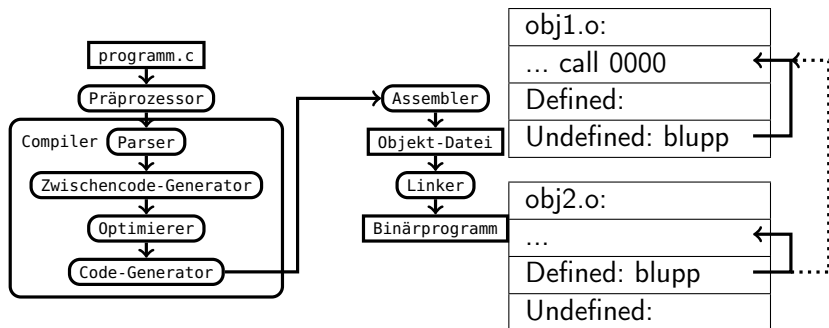 programm.c
Präprozessor
Compiler Parser
Zwischencode-Generator
Optimierer
Code-Generator
Assembler
Objekt-Datei
Linker
Binärprogramm
obj1.o:
... call 0000
Defined:
Undefined: blupp
obj2.o:
...
Defined: blupp
Undefined: